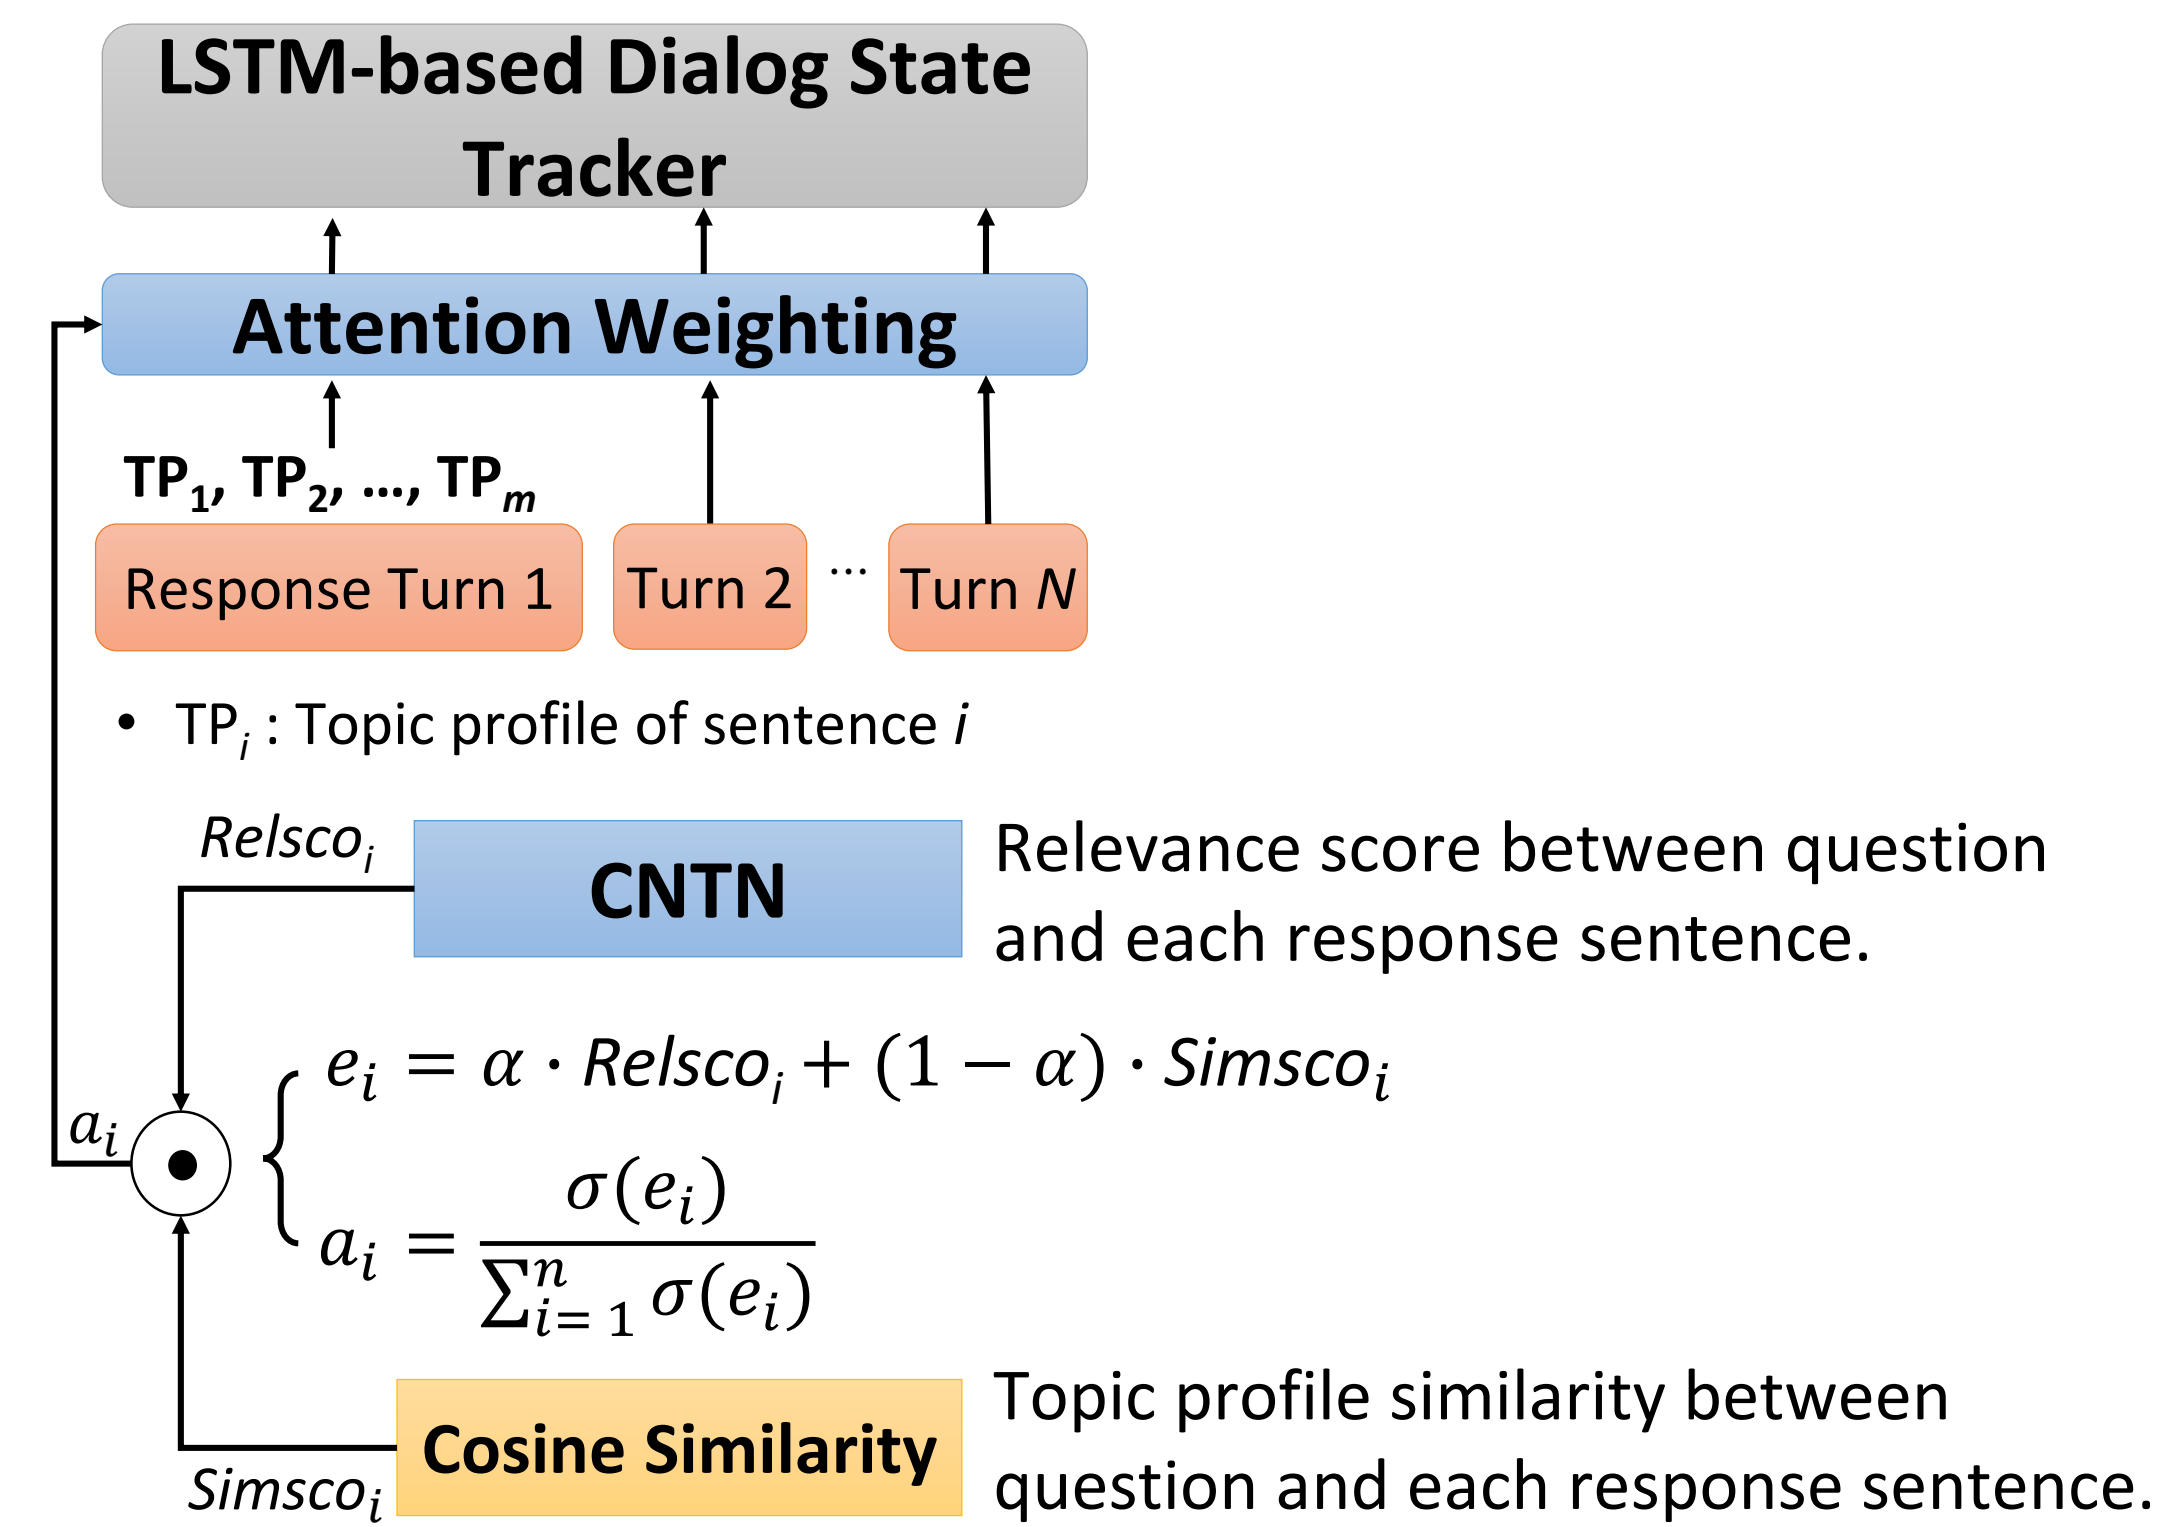 LSTM-based Dialog State
Tracker
Attention Weighting
TP₁, TP₂, ..., TPₘ
Response Turn 1
Turn 2
...
Turn N
• TPᵢ : Topic profile of sentence i
Relscoᵢ
CNTN
Relevance score between question
and each response sentence.
eᵢ = α · Relscoᵢ + (1 − α) · Simscoᵢ
aᵢ
aᵢ = σ(eᵢ) / ∑ⁿᵢ₌ ₁ σ(eᵢ)
Cosine Similarity
Simscoᵢ
Topic profile similarity between
question and each response sentence.